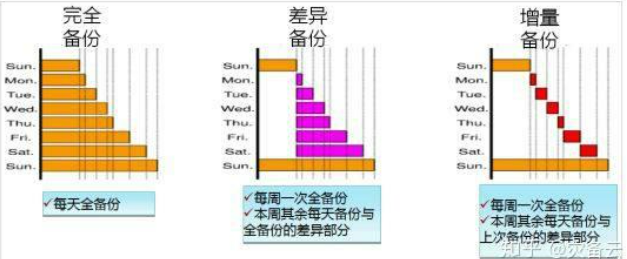 完全
备份
Sun.
Mon.
Tue.
Wed.
Thu.
Fri.
Sat.
Sun.
✓每天全备份
差异
备份
Sun.
Mon.
Tue.
Wed.
Thu.
Fri.
Sat.
Sun.
✓每周一次全备份
✓本周其余每天备份与
全备份的差异部分
增量
备份
Sun.
Mon.
Tue.
Wed.
Thu.
Fri.
Sat.
Sun.
✓每周一次全备份
✓本周其余每天备份与
上次备份的差异部分
知乎 @灾备云